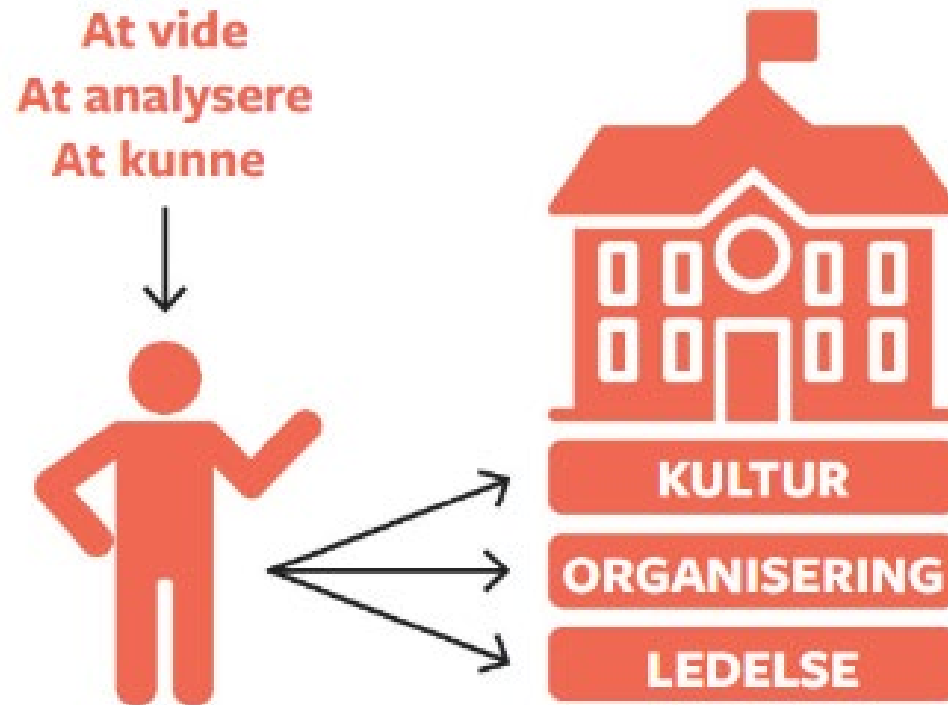 At vide
At analysere
At kunne
KULTUR
ORGANISERING
LEDELSE